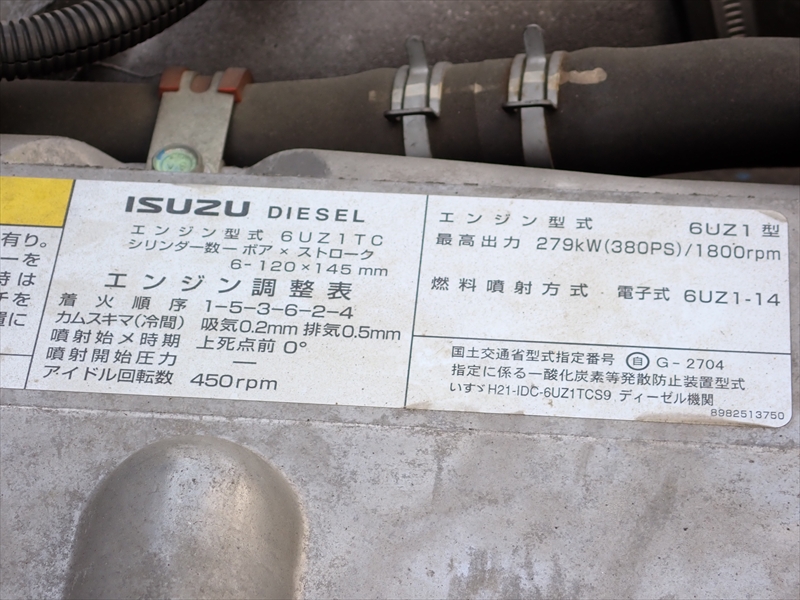 有り。
ーを
時は
チを
置に
ISUZU DIESEL
エンジン型式 6UZ1TC
シリンダー数ーボア×ストローク
6-120×145mm
エンジン調整表
着火順序 1-5-3-6-2-4
カムスキマ(冷間) 吸気0.2mm 排気0.5mm
噴射始メ時期 上死点前 0°
噴射開始圧力 ー
アイドル回転数 450rpm
エンジン型式 6UZ1型
最高出力 279kW(380PS)/1800rpm
燃料噴射方式 電子式 6UZ1-14
国土交通省型式指定番号 自 G-2704
指定に係る一酸化炭素等発散防止装置型式
いすゞH21-IDC-6UZ1TCS9 ディーゼル機関
8982513750